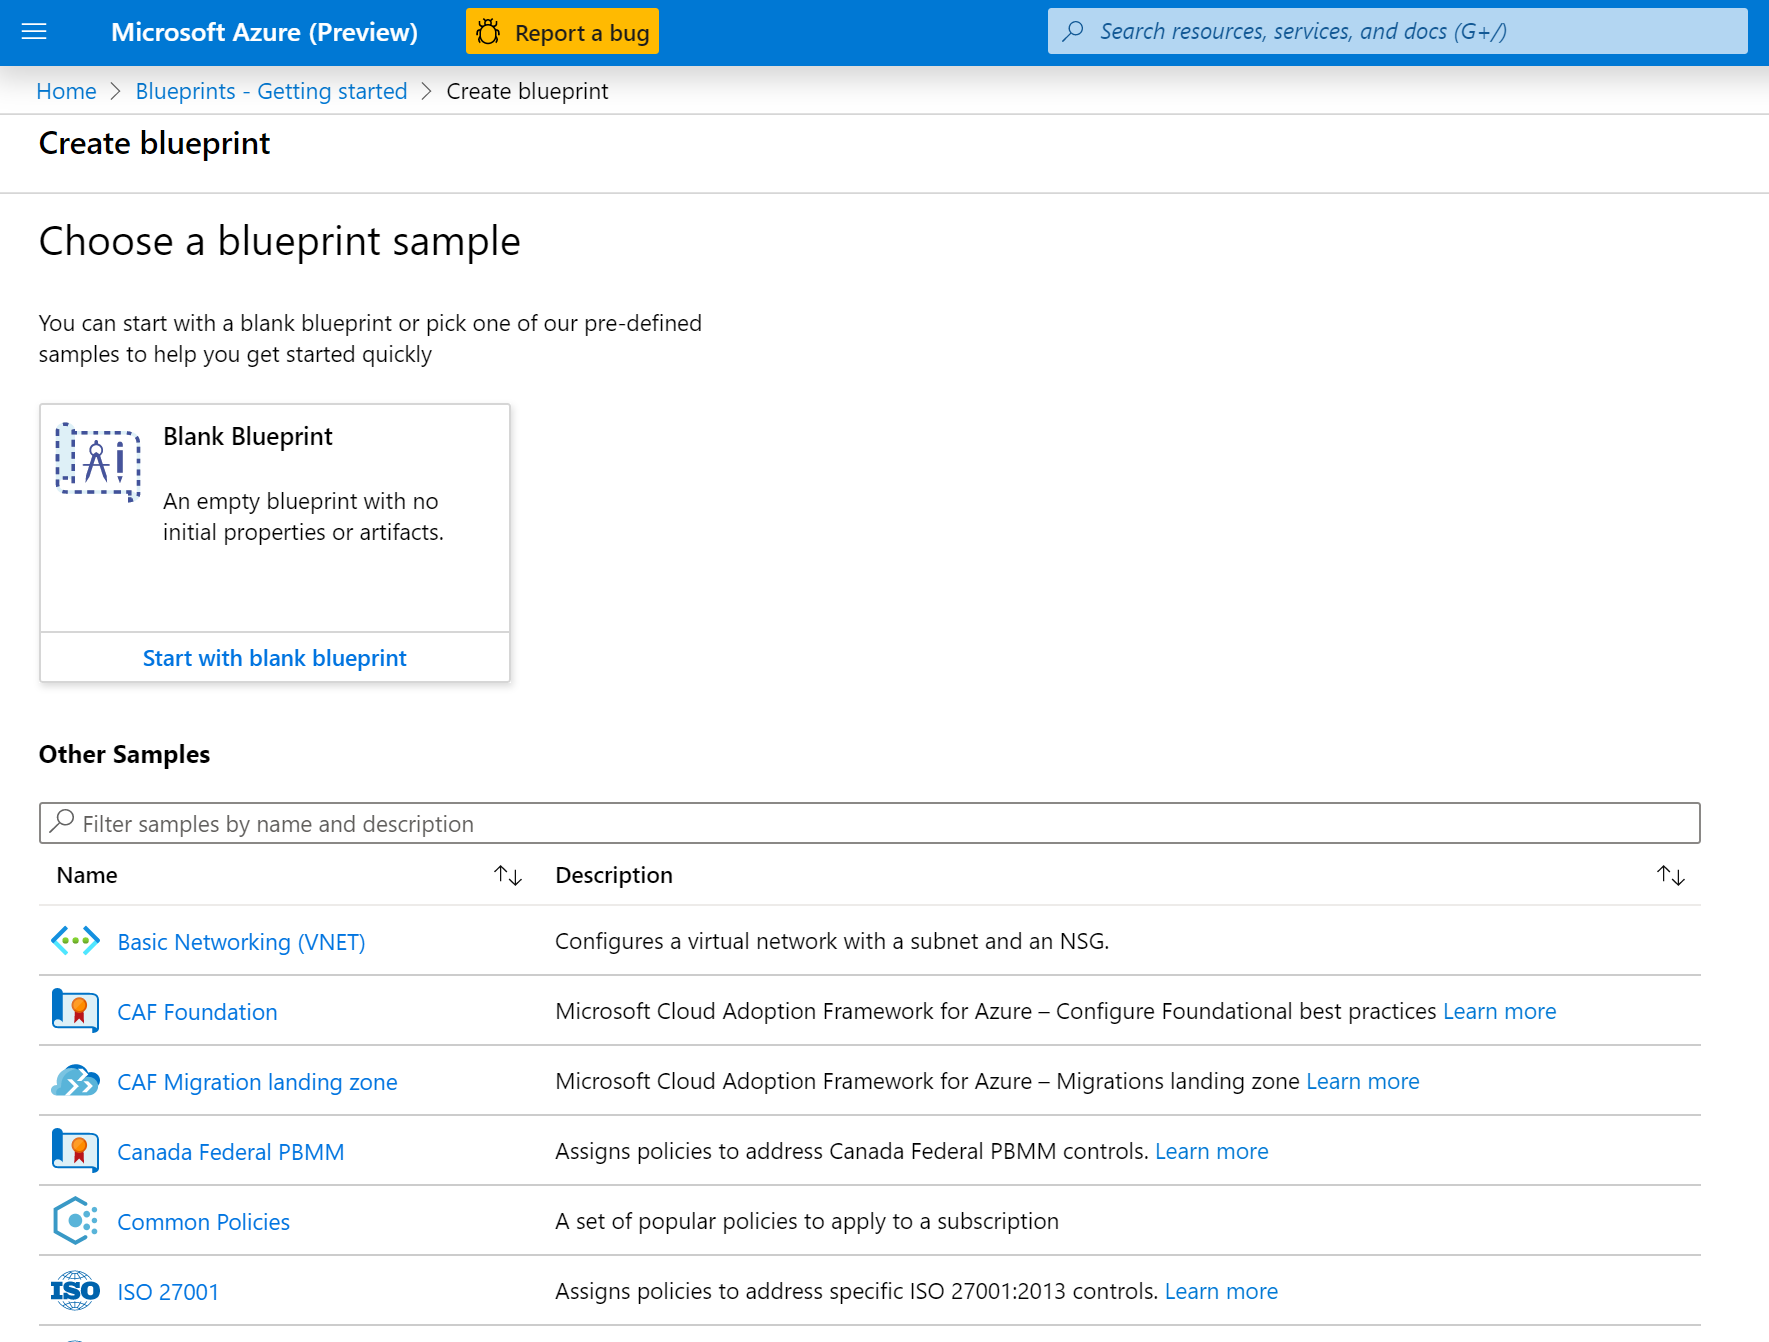 Microsoft Azure (Preview)
Report a bug
Search resources, services, and docs (G+/)
Home > Blueprints - Getting started > Create blueprint
Create blueprint
Choose a blueprint sample
You can start with a blank blueprint or pick one of our pre-defined
samples to help you get started quickly
Blank Blueprint
An empty blueprint with no
initial properties or artifacts.
Start with blank blueprint
Other Samples
Filter samples by name and description
Name Description
Basic Networking (VNET) Configures a virtual network with a subnet and an NSG.
CAF Foundation Microsoft Cloud Adoption Framework for Azure – Configure Foundational best practices Learn more
CAF Migration landing zone Microsoft Cloud Adoption Framework for Azure – Migrations landing zone Learn more
Canada Federal PBMM Assigns policies to address Canada Federal PBMM controls. Learn more
Common Policies A set of popular policies to apply to a subscription
ISO ISO 27001 Assigns policies to address specific ISO 27001:2013 controls. Learn more